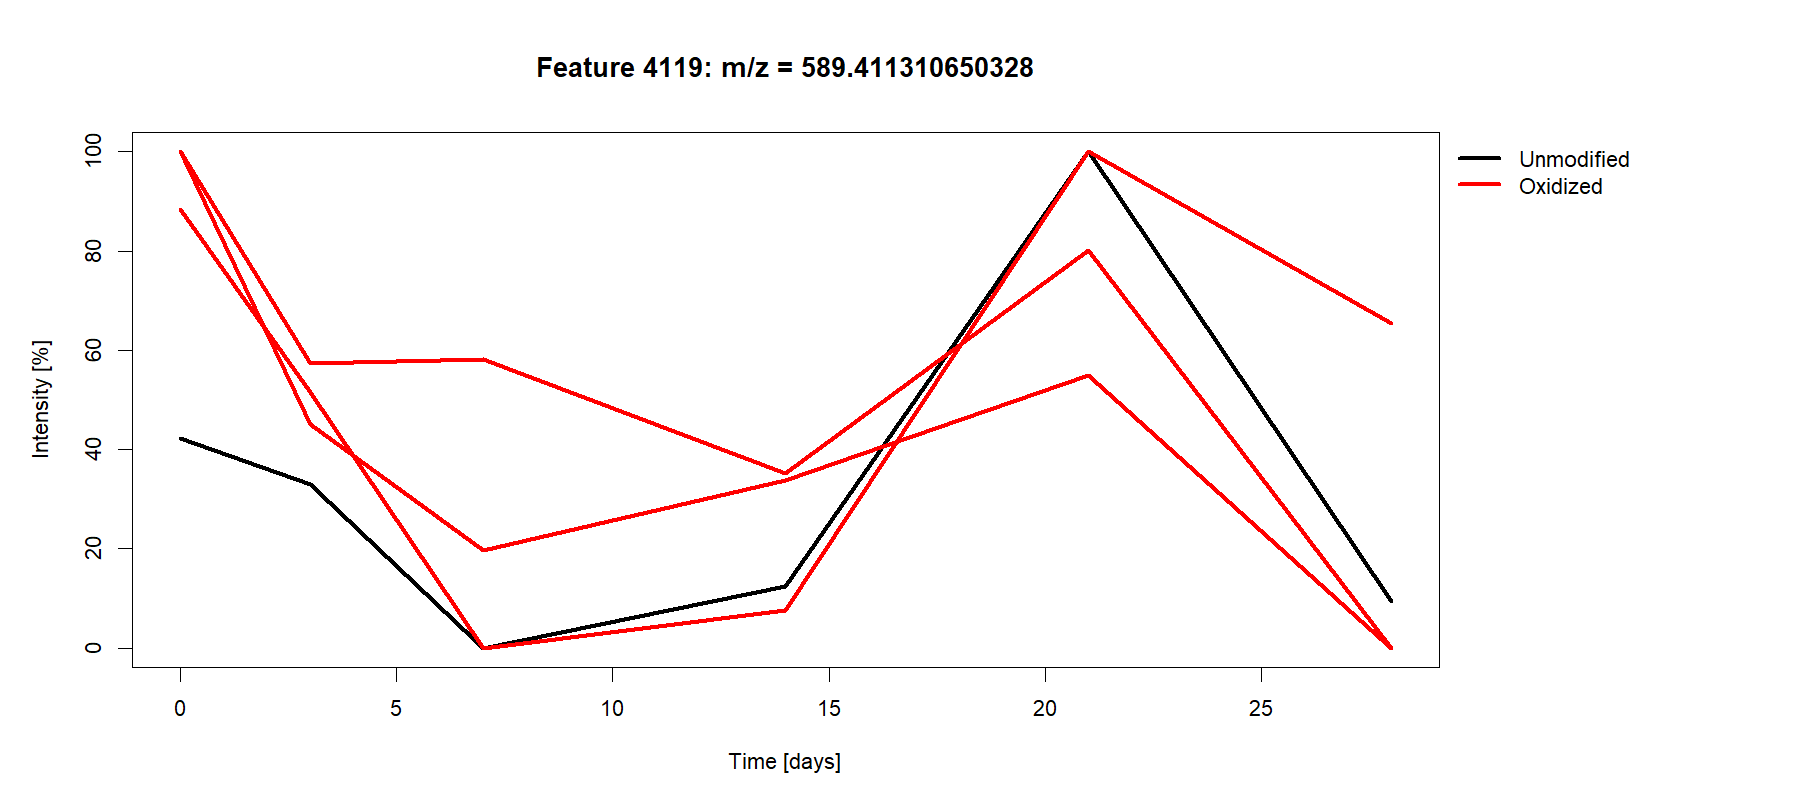 Feature 4119: m/z = 589.411310650328
Unmodified
Oxidized
Intensity [%]
100
80
60
40
20
0
0 5 10 15 20 25
Time [days]